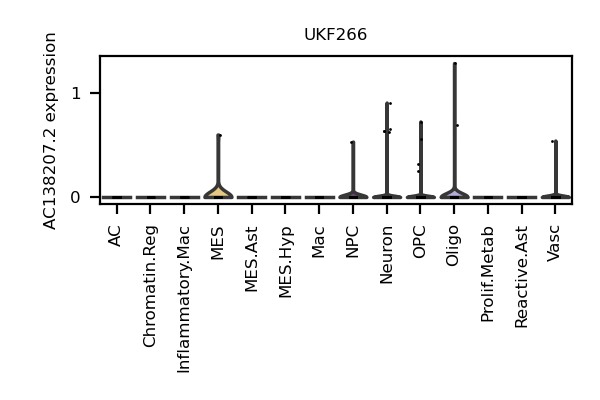 UKF266
AC138207.2 expression
1
0
AC
Chromatin.Reg
Inflammatory.Mac
MES
MES.Ast
MES.Hyp
Mac
NPC
Neuron
OPC
Oligo
Prolif.Metab
Reactive.Ast
Vasc